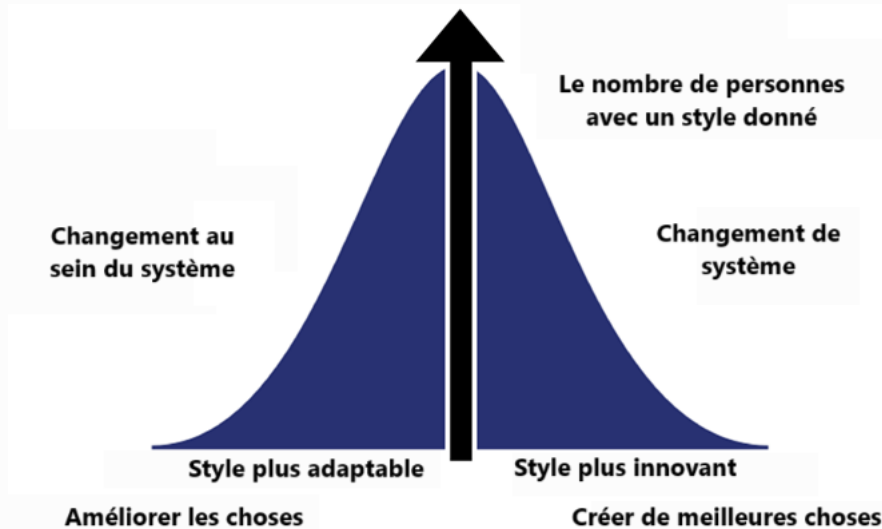 Le nombre de personnes
avec un style donné
Changement au
sein du système
Changement de
système
Style plus adaptable
Style plus innovant
Améliorer les choses
Créer de meilleures choses